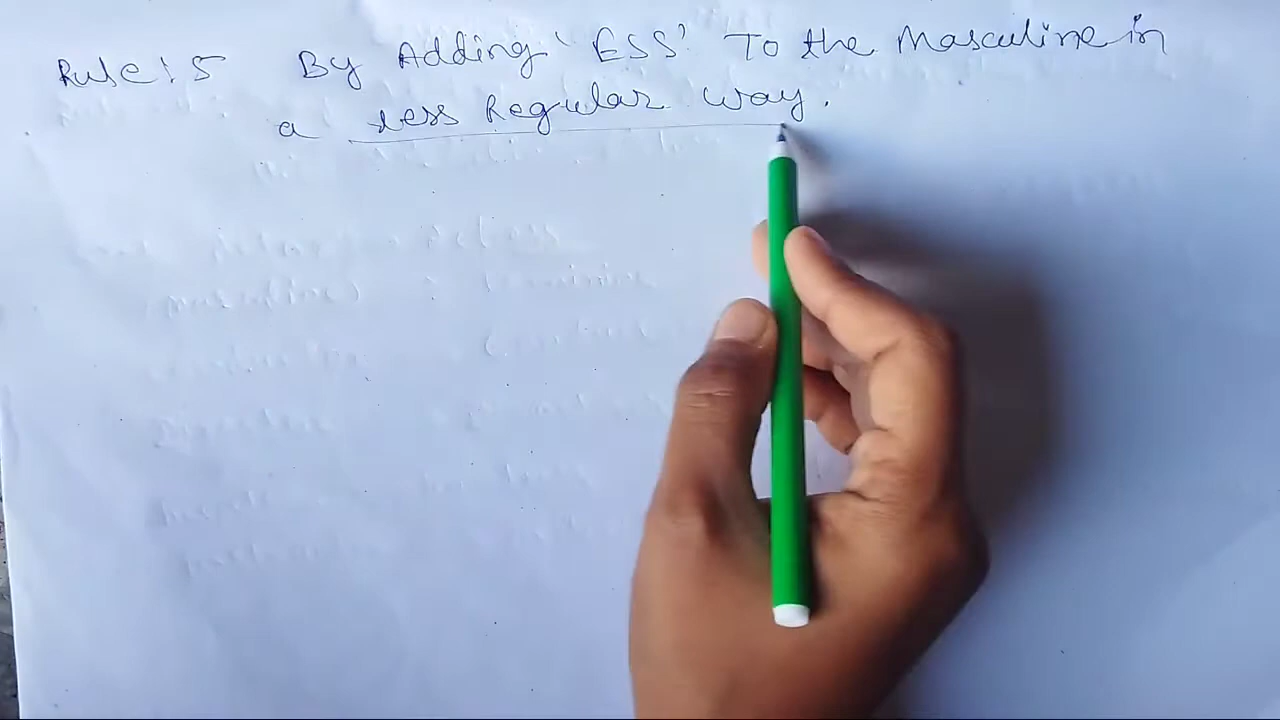 Rule: 5 By Adding 'ESS' To the Masculine in
a less Regular way.